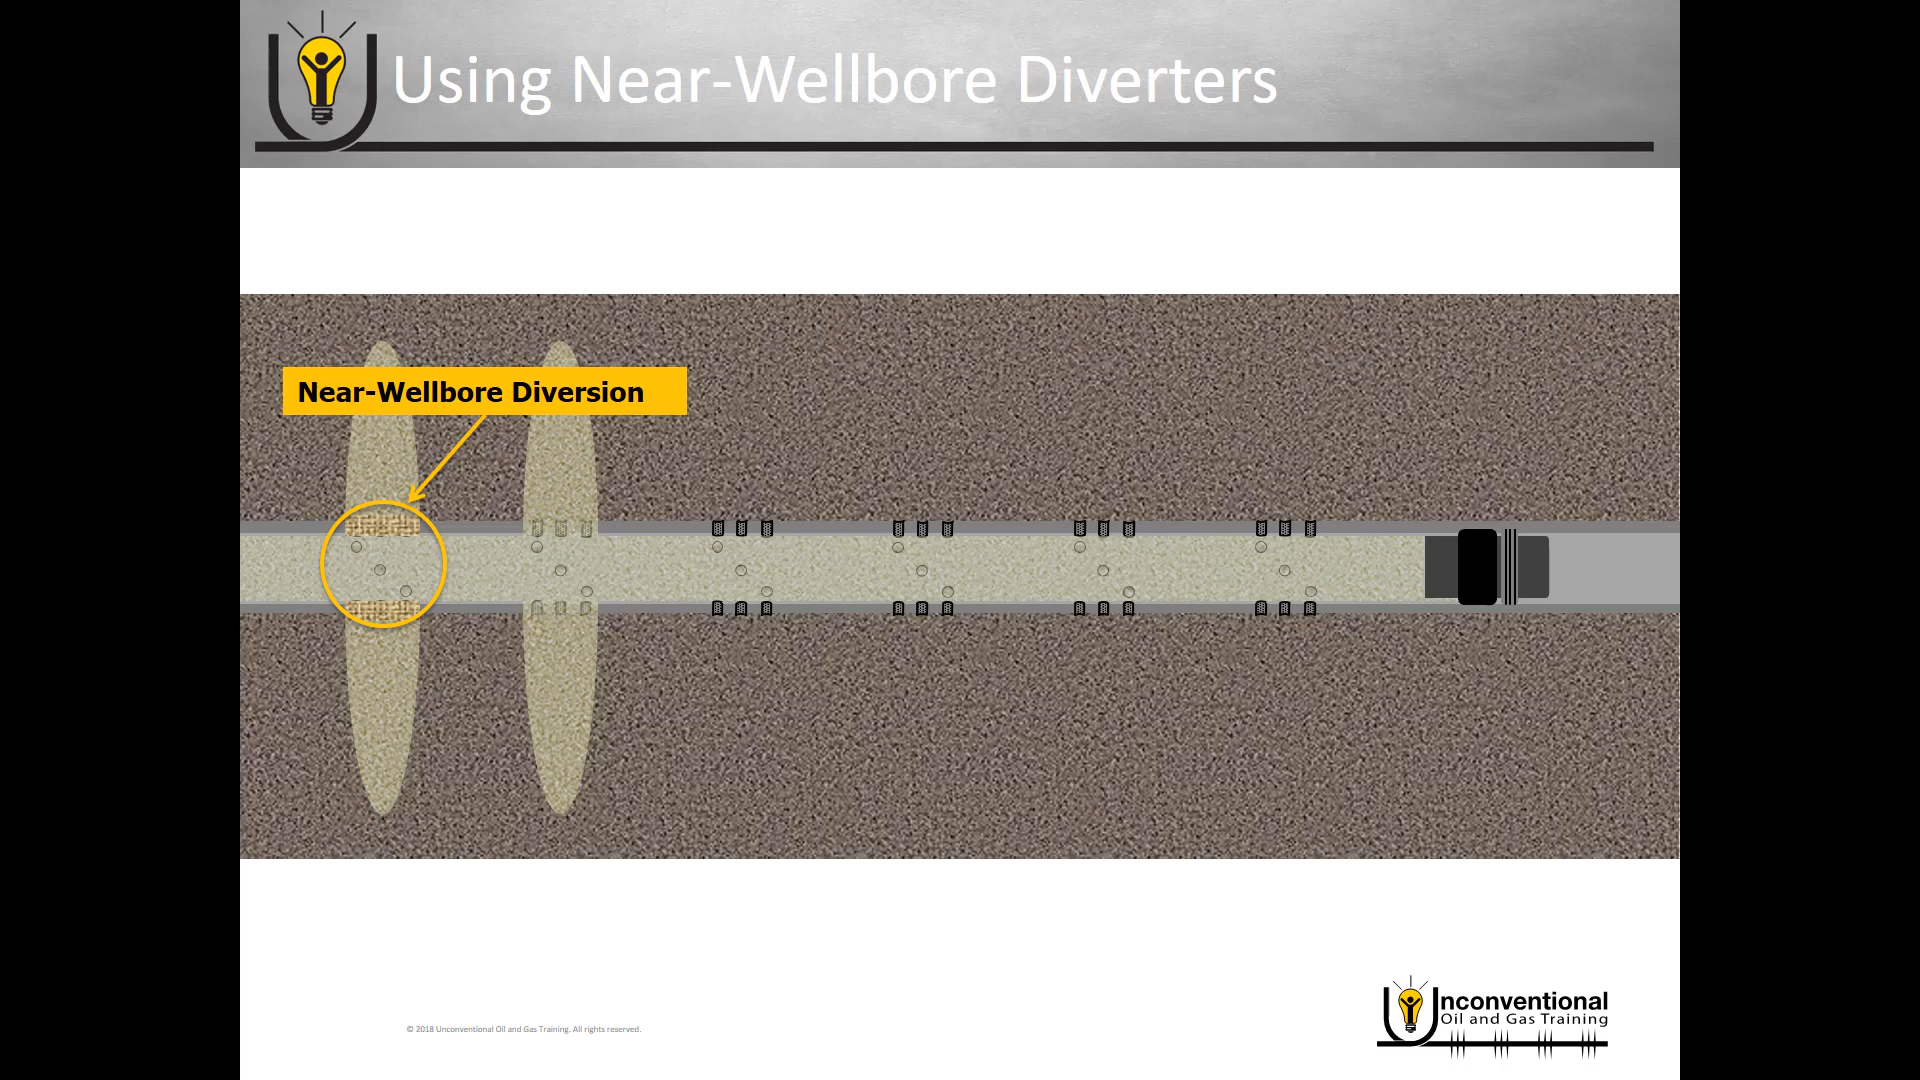 Using Near-Wellbore Diverters
Near-Wellbore Diversion
© 2018 Unconventional Oil and Gas Training. All rights reserved.
Unconventional
Oil and Gas Training